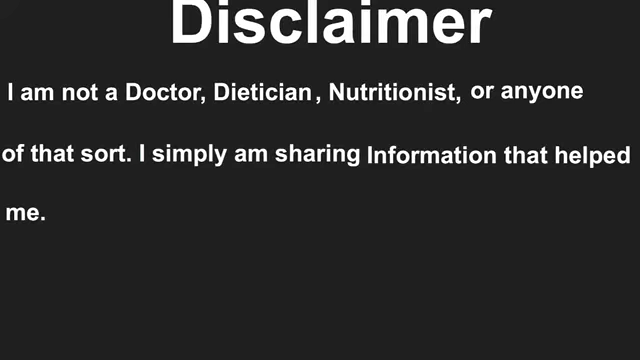 Disclaimer
I am not a Doctor, Dietician, Nutritionist, or anyone
of that sort. I simply am sharing Information that helped
me.